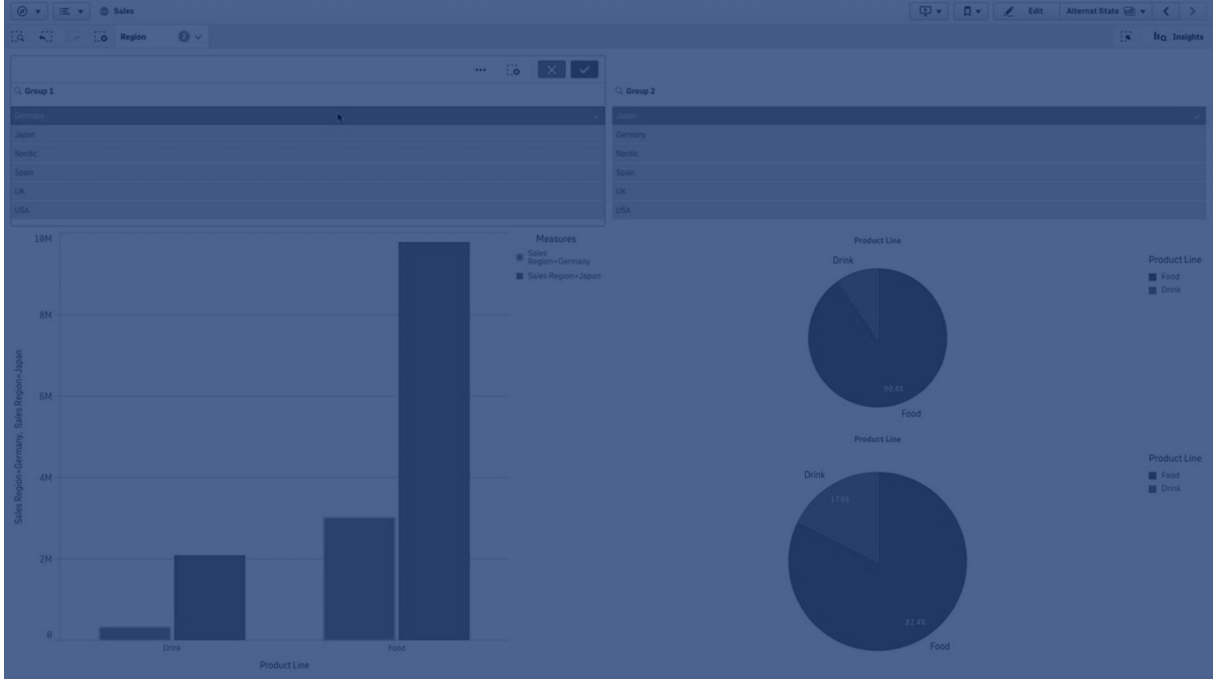 Sales
Edit
Alternat State
Region
2
Insights
Group 1
Germany
Japan
Nordic
Spain
UK
USA
Group 2
Japan
Germany
Nordic
Spain
UK
USA
Sales Region=Germany, Sales Region=Japan
10M
8M
6M
4M
2M
0
Drink
Food
Product Line
Measures
Sales
Region=Germany
Sales Region=Japan
Product Line
Drink
Food
Product Line
Food
Drink
Product Line
Drink
82.4%
Food
Product Line
Food
Drink